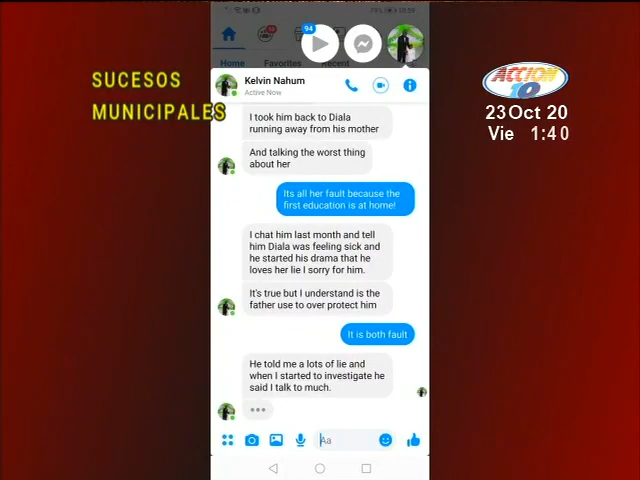 94
Home Favorites Recent
SUCESOS
MUNICIPALES
ACCION
10
23Oct 20
Vie 1:40
Kelvin Nahum
Active Now
I took him back to Diala
running away from his mother
And talking the worst thing
about her
Its all her fault because the
first education is at home!
I chat him last month and tell
him Diala was feeling sick and
he started his drama that he
loves her lie I sorry for him.
It's true but I understand is the
father use to over protect him
It is both fault
He told me a lots of lie and
when I started to investigate he
said I talk to much.
Aa